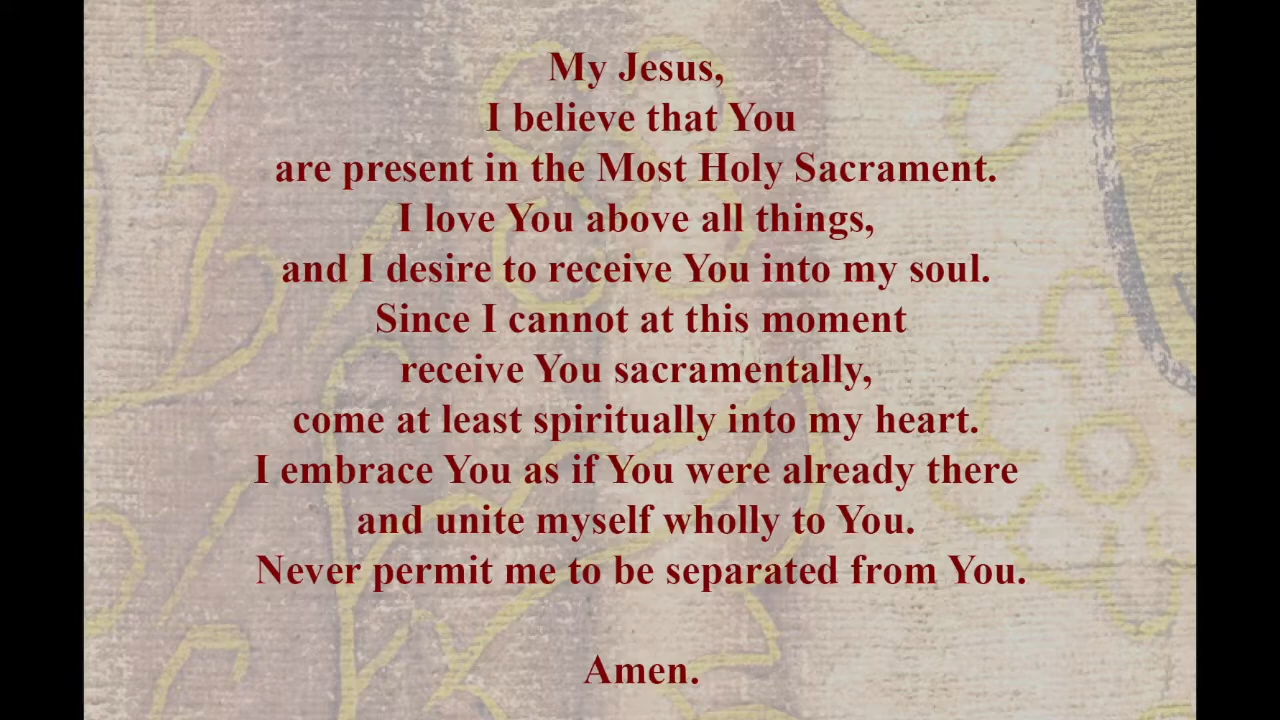 My Jesus,
I believe that You
are present in the Most Holy Sacrament.
I love You above all things,
and I desire to receive You into my soul.
Since I cannot at this moment
receive You sacramentally,
come at least spiritually into my heart.
I embrace You as if You were already there
and unite myself wholly to You.
Never permit me to be separated from You.
Amen.